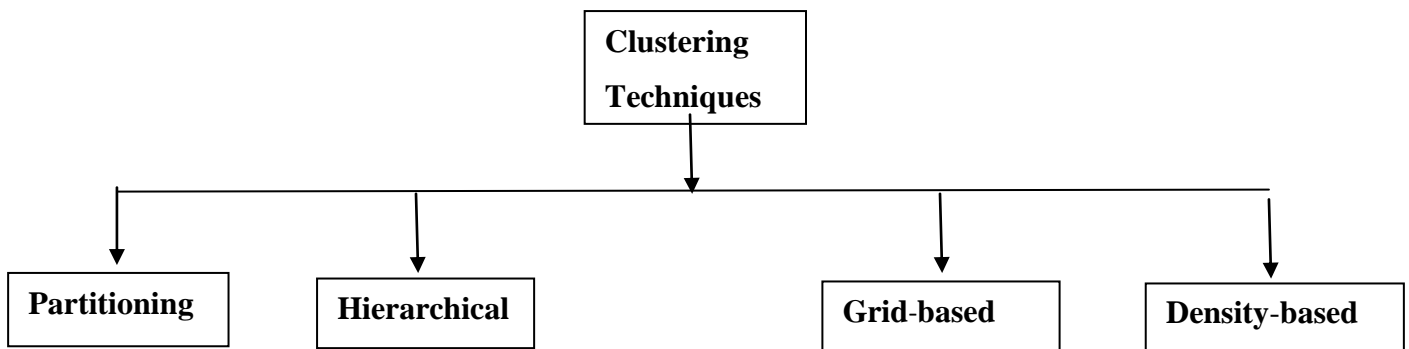 Clustering
Techniques
Partitioning
Hierarchical
Grid-based
Density-based